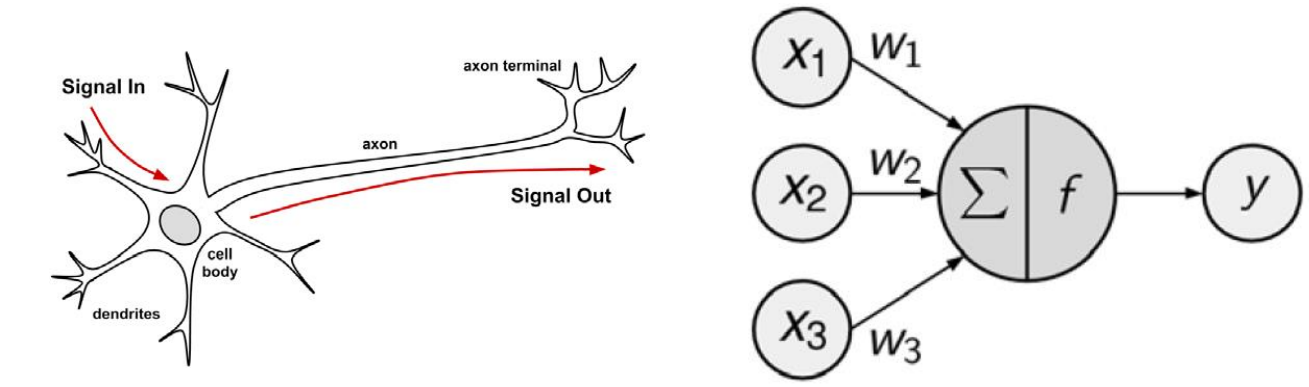 Signal In
axon terminal
axon
Signal Out
cell
body
dendrites
x1
w1
x2
w2
x3
w3
∑
f
y